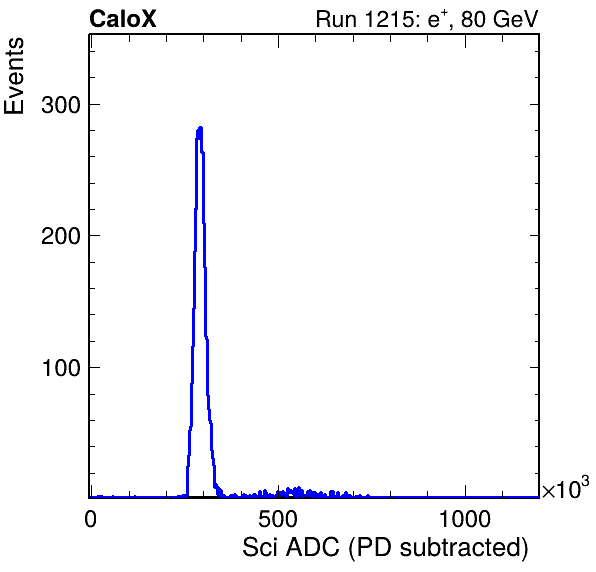 CaloX Run 1215: e⁺, 80 GeV
Events
300
200
100
0 500 1000 ×10³
Sci ADC (PD subtracted)